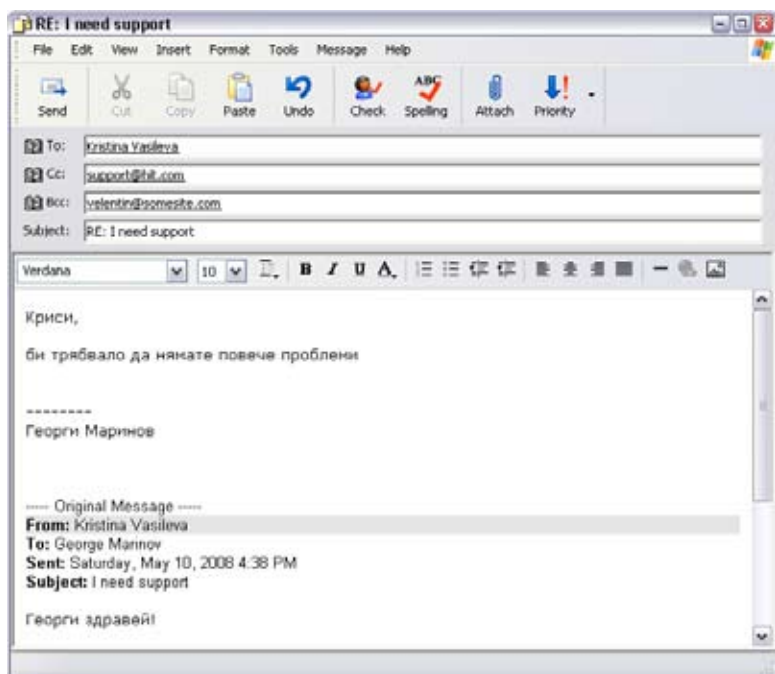 RE: I need support
File Edit View Insert Format Tools Message Help
Send Cut Copy Paste Undo Check ABC Spelling Attach Priority
To: Kristina Vasileva
Cc: support@hit.com
Bcc: velentin@somesite.com
Subject: RE: I need support
Verdana 10 B I U A
Криси,
би трябвало да нямате повече проблеми
--------
Георги Маринов
----- Original Message -----
From: Kristina Vasileva
To: George Marinov
Sent: Saturday, May 10, 2008 4:38 PM
Subject: I need support
Георги здравей!